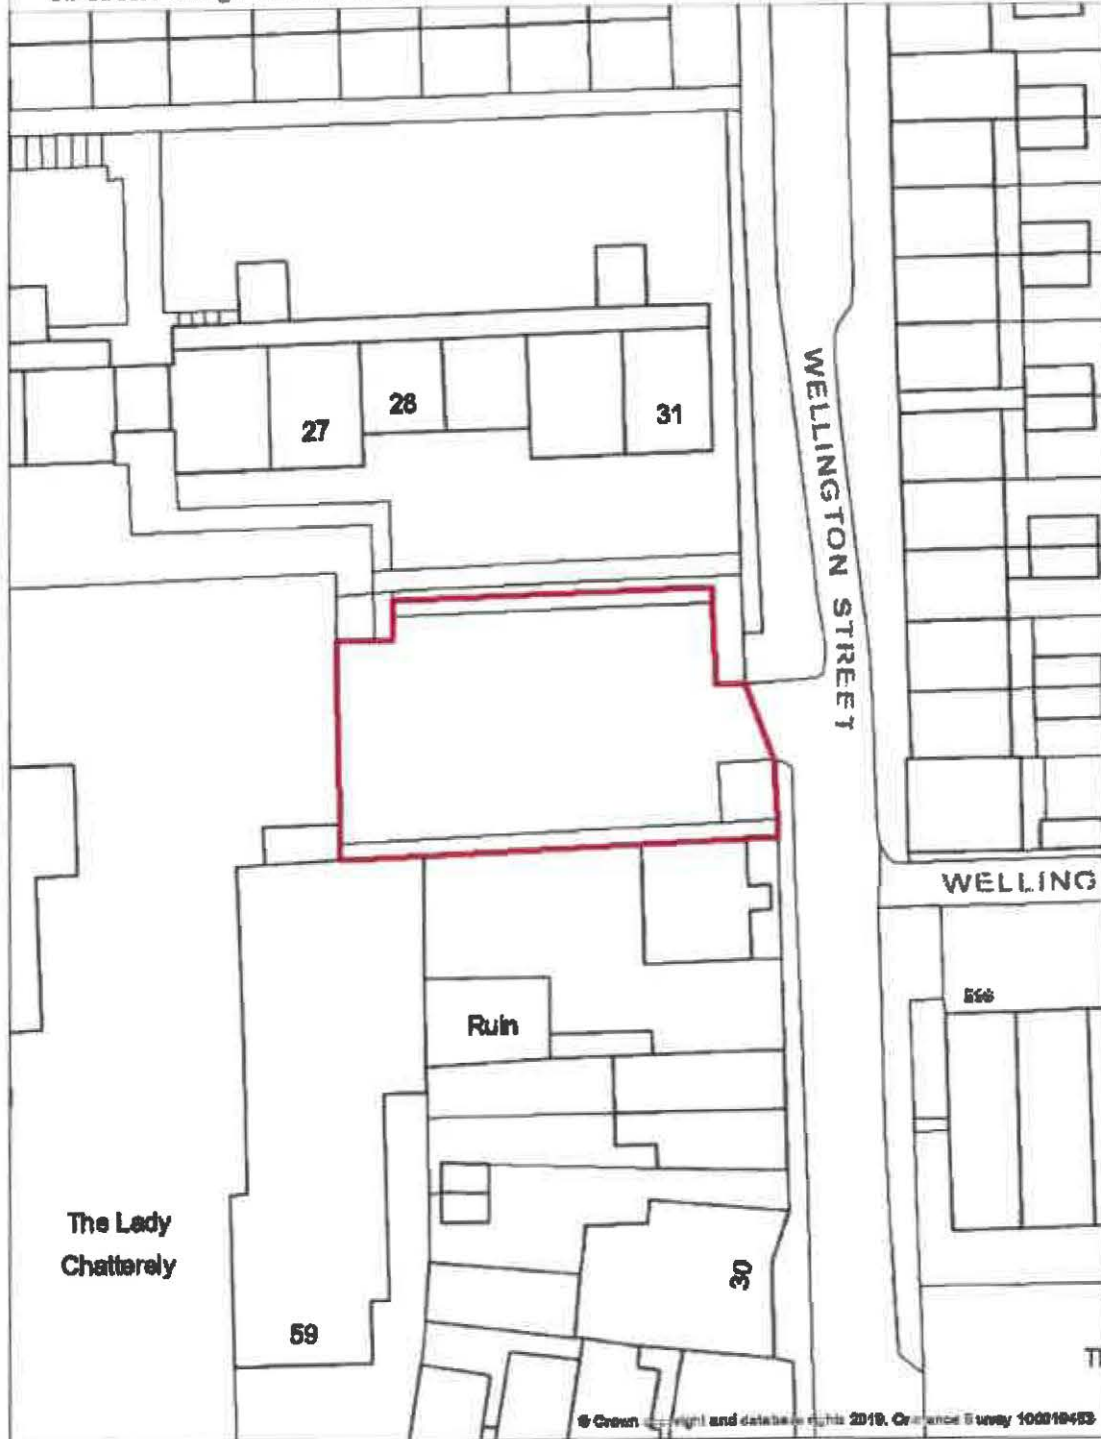 27
28
31
WELLINGTON STREET
WELLING
Ruin
The Lady
Chatterely
59
30
© Crown and database rights 2019. Ordnance Survey 100019453